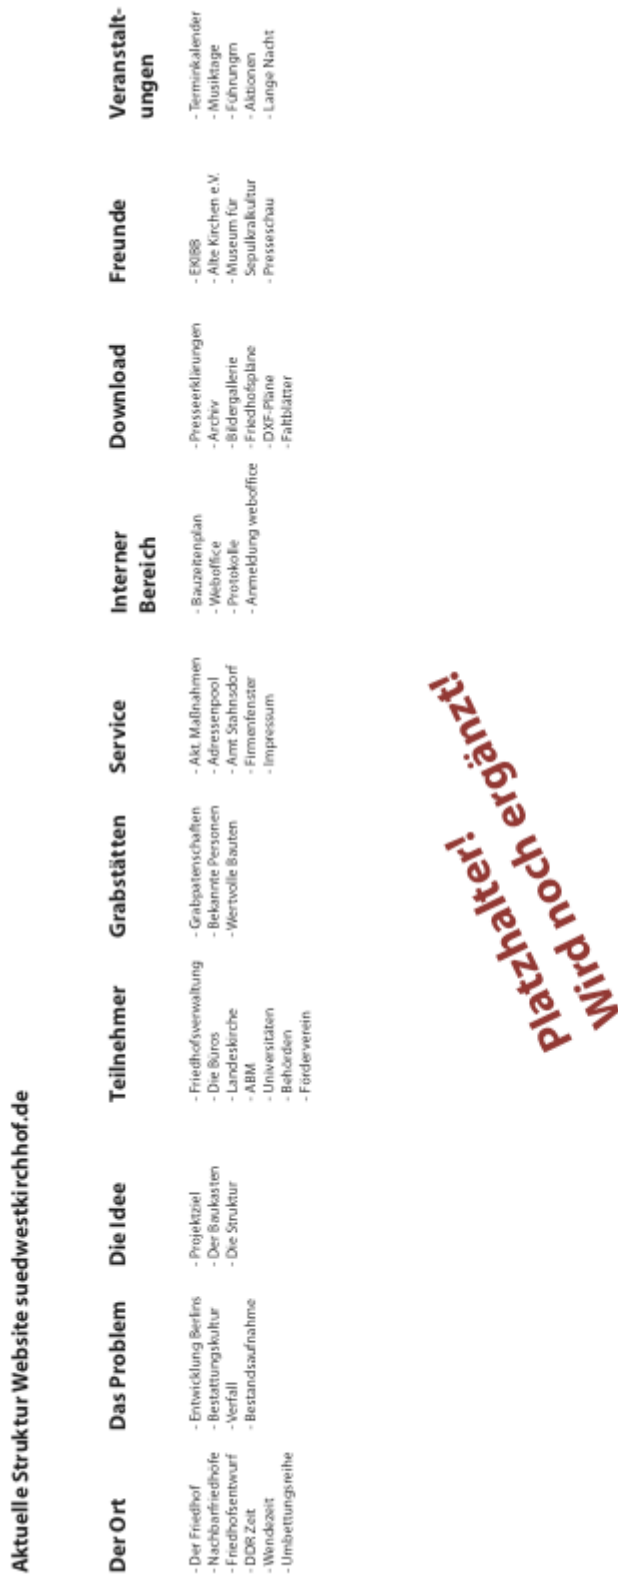 Aktuelle Struktur Website suedwestkirchhof.de
Der Ort
- Der Friedhof
- Nachbarfriedhöfe
- Friedhofsentwurf
- DDR Zeit
- Wendezeit
- Umbettungsreihe
Das Problem
- Entwicklung Berlins
- Bestattungskultur
- Verfall
- Bestandsaufnahme
Die Idee
- Projektziel
- Der Baukasten
- Die Struktur
Teilnehmer
- Friedhofsverwaltung
- Die Büros
- Landeskirche
- ABM
- Universitäten
- Behörden
- Förderverein
Grabstätten
- Grabpatenschaften
- Bekannte Personen
- Wertvolle Bauten
Service
- Akt. Maßnahmen
- Adressenpool
- Amt Stahnsdorf
- Firmenfenster
- Impressum
Interner
Bereich
- Bauzeitenplan
- Weboffice
- Protokolle
- Anmeldung weboffice
Download
- Presseerklärungen
- Archiv
- Bildergallerie
- Friedhofspläne
- DXF-Pläne
- Faltblätter
Freunde
- EKIBB
- Alte Kirchen e.V.
- Museum für
Sepulkralkultur
- Presseschau
Veranstalt-
ungen
- Terminkalender
- Musiktage
- Führungrn
- Aktionen
- Lange Nacht
Platzhalter!
Wird noch ergänzt!